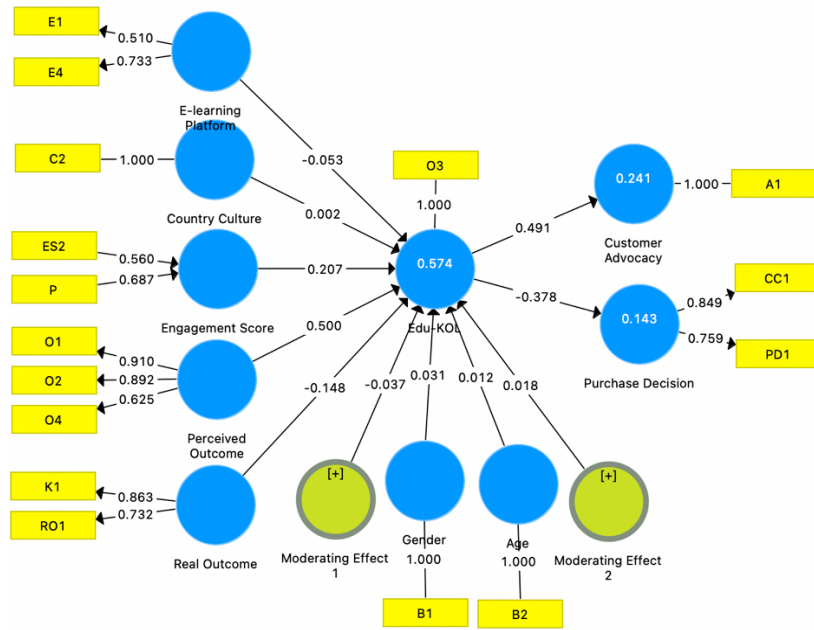 E1
0.510
E4
0.733
E-learning
Platform
C2
1.000
Country Culture
ES2
0.560
P
0.687
Engagement Score
O1
0.910
O2
0.892
O4
0.625
Perceived
Outcome
K1
0.863
RO1
0.732
Real Outcome
-0.053
0.002
0.207
0.500
-0.148
-0.037
0.031
0.012
0.018
O3
1.000
0.574
Edu-KOL
[+]
Moderating Effect
1
Gender
1.000
B1
Age
1.000
B2
[+]
Moderating Effect
2
0.491
-0.378
0.241
1.000
A1
Customer
Advocacy
0.143
0.849
CC1
0.759
PD1
Purchase Decision